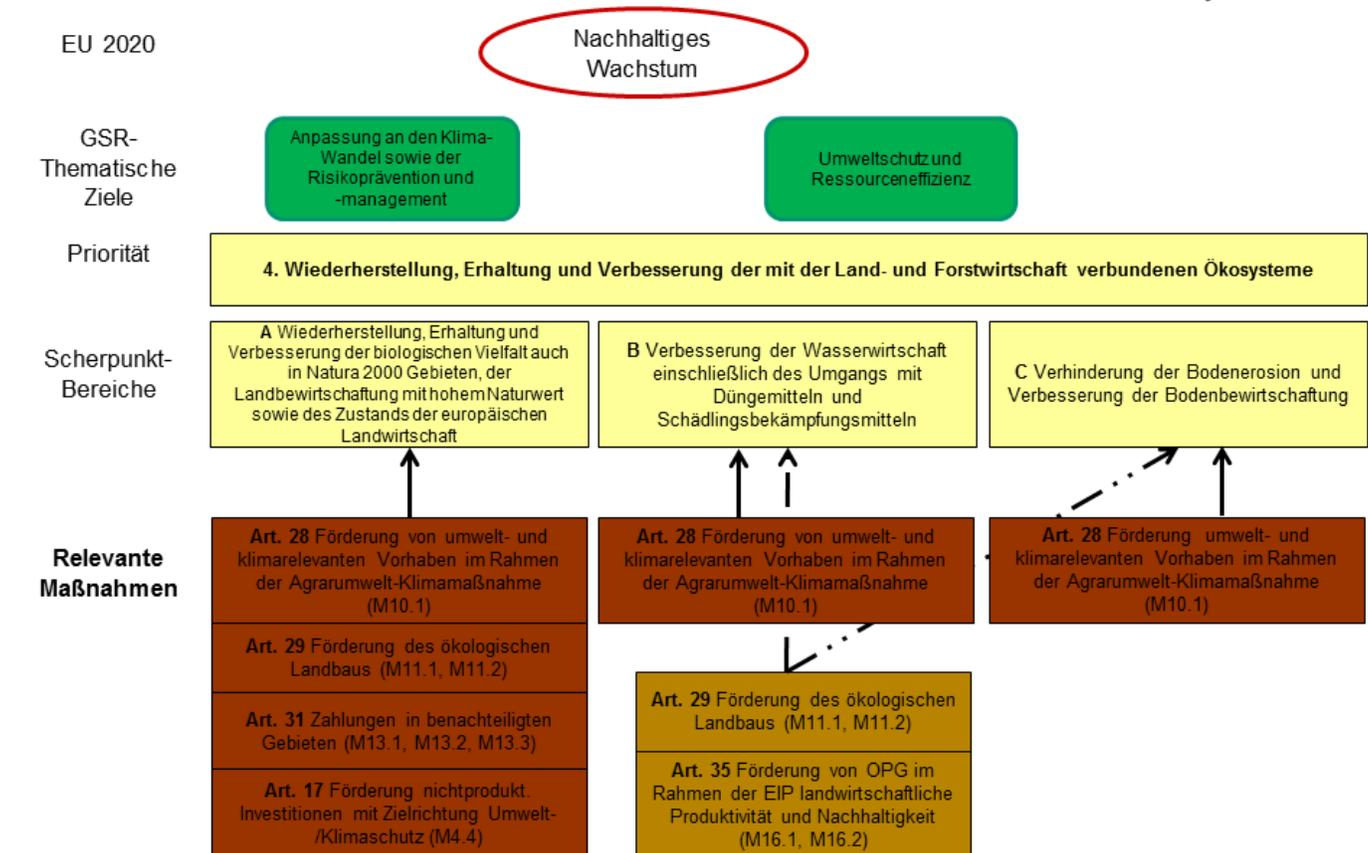 EU 2020
Nachhaltiges
Wachstum
GSR-
Thematische
Ziele
Anpassung an den Klima-
Wandel sowie der
Risikoprävention und
-management
Umweltschutz und
Ressourceneffizienz
Priorität
4. Wiederherstellung, Erhaltung und Verbesserung der mit der Land- und Forstwirtschaft verbundenen Ökosysteme
Scherpunkt-
Bereiche
A Wiederherstellung, Erhaltung und
Verbesserung der biologischen Vielfalt auch
in Natura 2000 Gebieten, der
Landbewirtschaftung mit hohem Naturwert
sowie des Zustands der europäischen
Landwirtschaft
B Verbesserung der Wasserwirtschaft
einschließlich des Umgangs mit
Düngemitteln und
Schädlingsbekämpfungsmitteln
C Verhinderung der Bodenerosion und
Verbesserung der Bodenbewirtschaftung
Relevante
Maßnahmen
Art. 28 Förderung von umwelt- und
klimarelevanten Vorhaben im Rahmen
der Agrarumwelt-Klimamaßnahme
(M10.1)
Art. 29 Förderung des ökologischen
Landbaus (M11.1, M11.2)
Art. 31 Zahlungen in benachteiligten
Gebieten (M13.1, M13.2, M13.3)
Art. 17 Förderung nichtprodukt.
Investitionen mit Zielrichtung Umwelt-
/Klimaschutz (M4.4)
Art. 28 Förderung von umwelt- und
klimarelevanten Vorhaben im Rahmen
der Agrarumwelt-Klimamaßnahme
(M10.1)
Art. 29 Förderung des ökologischen
Landbaus (M11.1, M11.2)
Art. 35 Förderung von OPG im
Rahmen der EIP landwirtschaftliche
Produktivität und Nachhaltigkeit
(M16.1, M16.2)
Art. 28 Förderung umwelt- und
klimarelevanten Vorhaben im Rahmen
der Agrarumwelt-Klimamaßnahme
(M10.1)